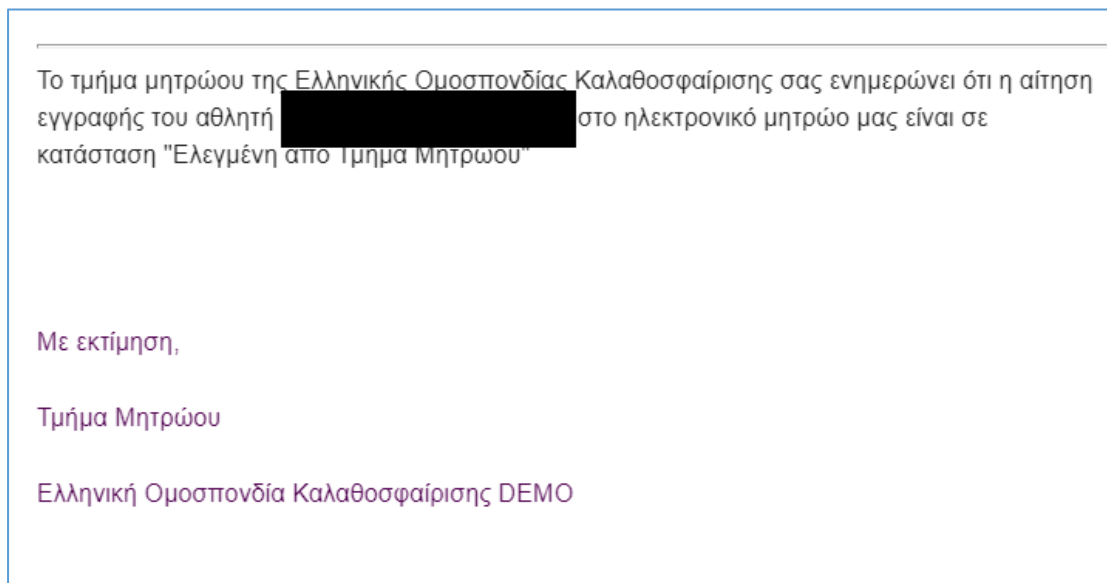 Το τμήμα μητρώου της Ελληνικής Ομοσπονδίας Καλαθοσφαίρισης σας ενημερώνει ότι η αίτηση
εγγραφής του αθλητή στο ηλεκτρονικό μητρώο μας είναι σε
κατάσταση "Ελεγμένη από Τμήμα Μητρώου"
Με εκτίμηση,
Τμήμα Μητρώου
Ελληνική Ομοσπονδία Καλαθοσφαίρισης DEMO